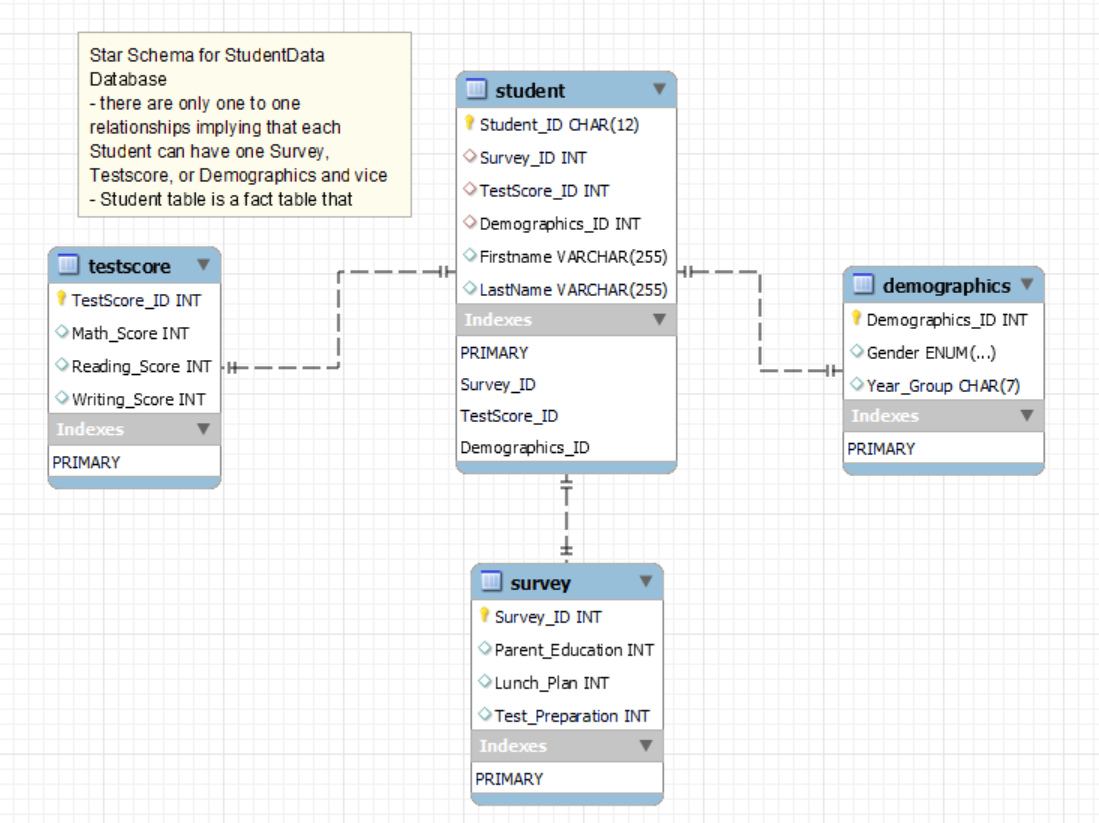 Star Schema for StudentData
Database
- there are only one to one
relationships implying that each
Student can have one Survey,
Testscore, or Demographics and vice
- Student table is a fact table that
student
Student_ID CHAR(12)
Survey_ID INT
TestScore_ID INT
Demographics_ID INT
Firstname VARCHAR(255)
LastName VARCHAR(255)
Indexes
PRIMARY
Survey_ID
TestScore_ID
Demographics_ID
testscore
TestScore_ID INT
Math_Score INT
Reading_Score INT
Writing_Score INT
Indexes
PRIMARY
demographics
Demographics_ID INT
Gender ENUM(...)
Year_Group CHAR(7)
Indexes
PRIMARY
survey
Survey_ID INT
Parent_Education INT
Lunch_Plan INT
Test_Preparation INT
Indexes
PRIMARY